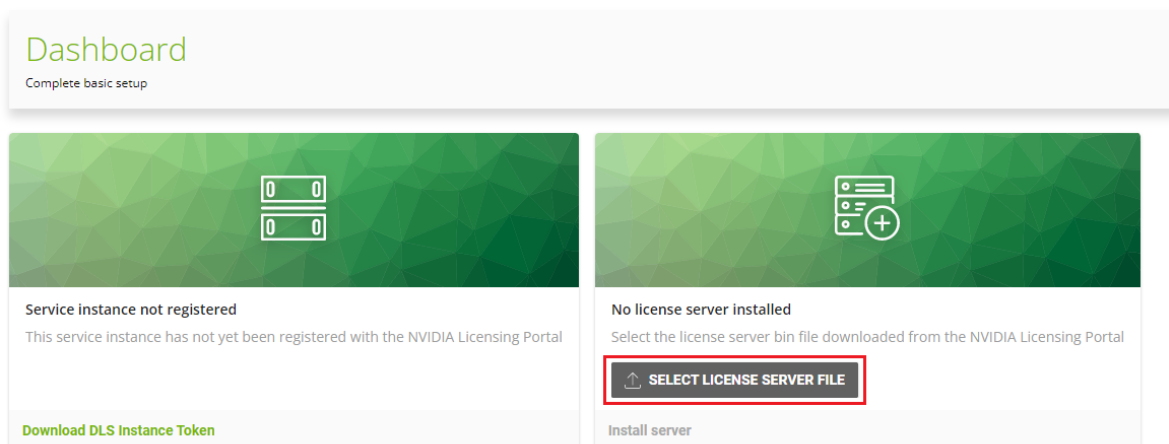 Dashboard
Complete basic setup
Service instance not registered
This service instance has not yet been registered with the NVIDIA Licensing Portal
Download DLS Instance Token
No license server installed
Select the license server bin file downloaded from the NVIDIA Licensing Portal
SELECT LICENSE SERVER FILE
Install server